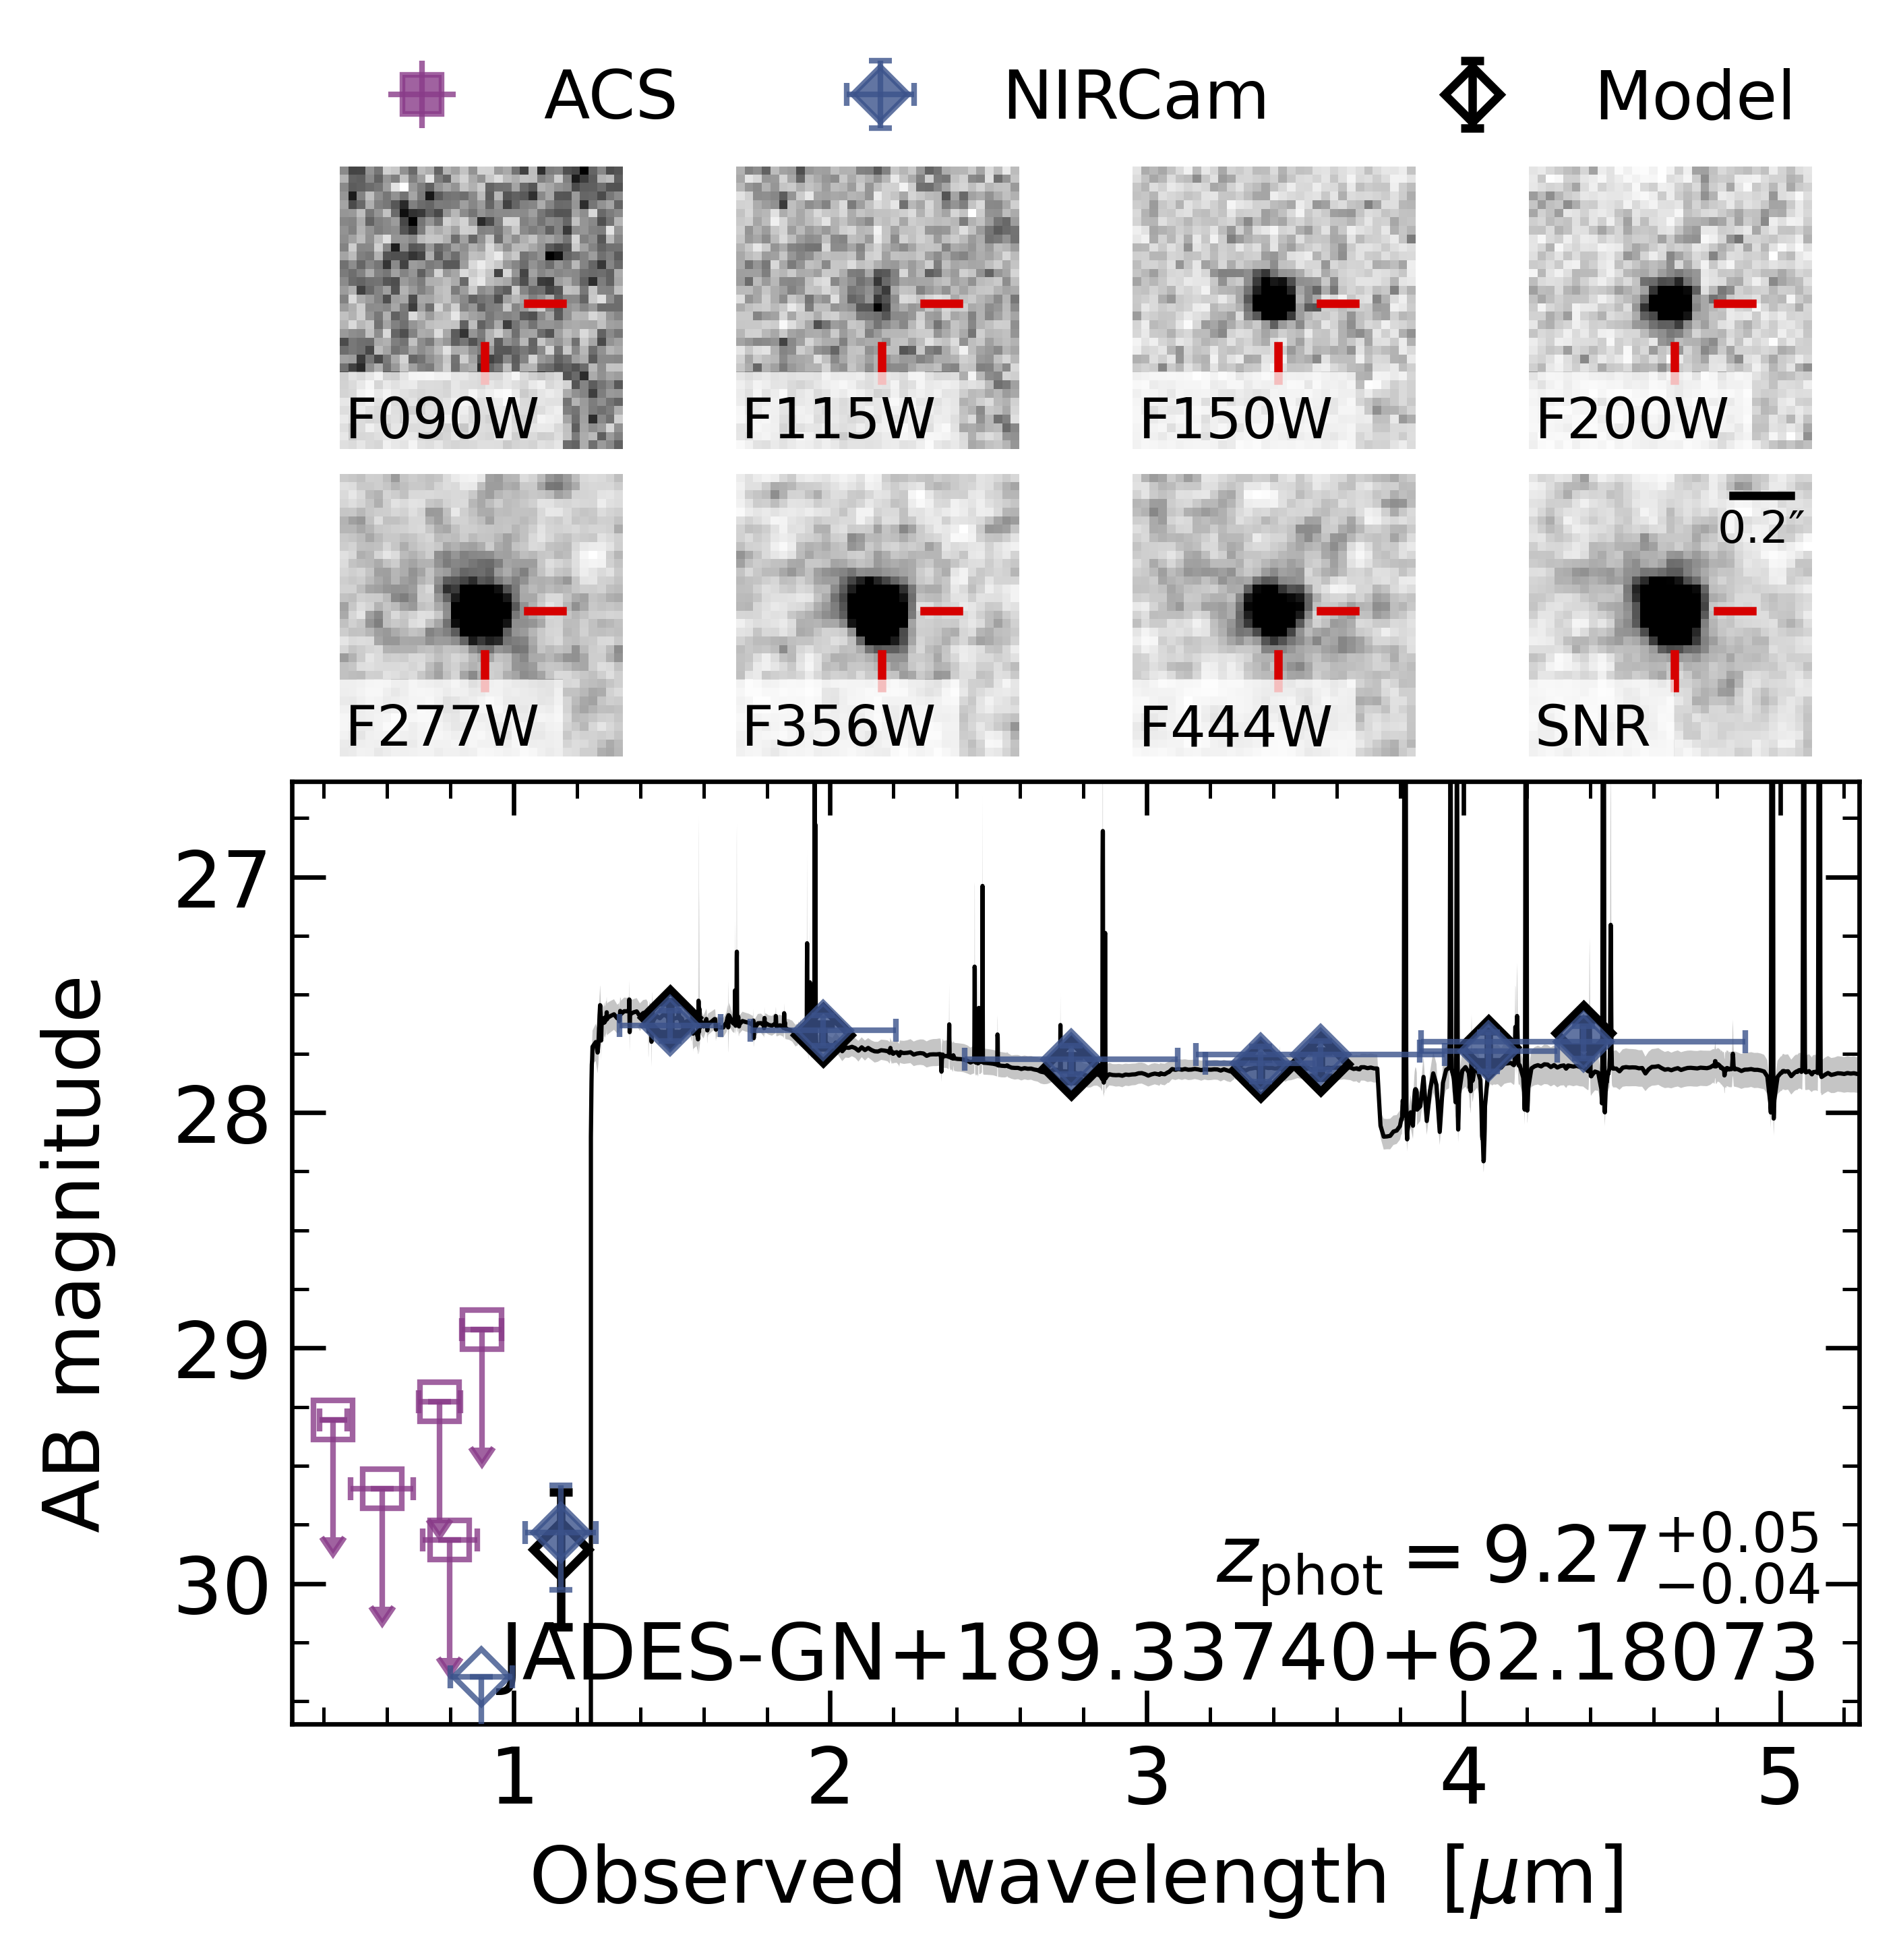 ACS NIRCam Model
F090W F115W F150W F200W
0.2″
F277W F356W F444W SNR
27
28
29
30
AB magnitude
z_phot = 9.27^{+0.05}_{−0.04}
JADES-GN+189.33740+62.18073
1 2 3 4 5
Observed wavelength [μm]